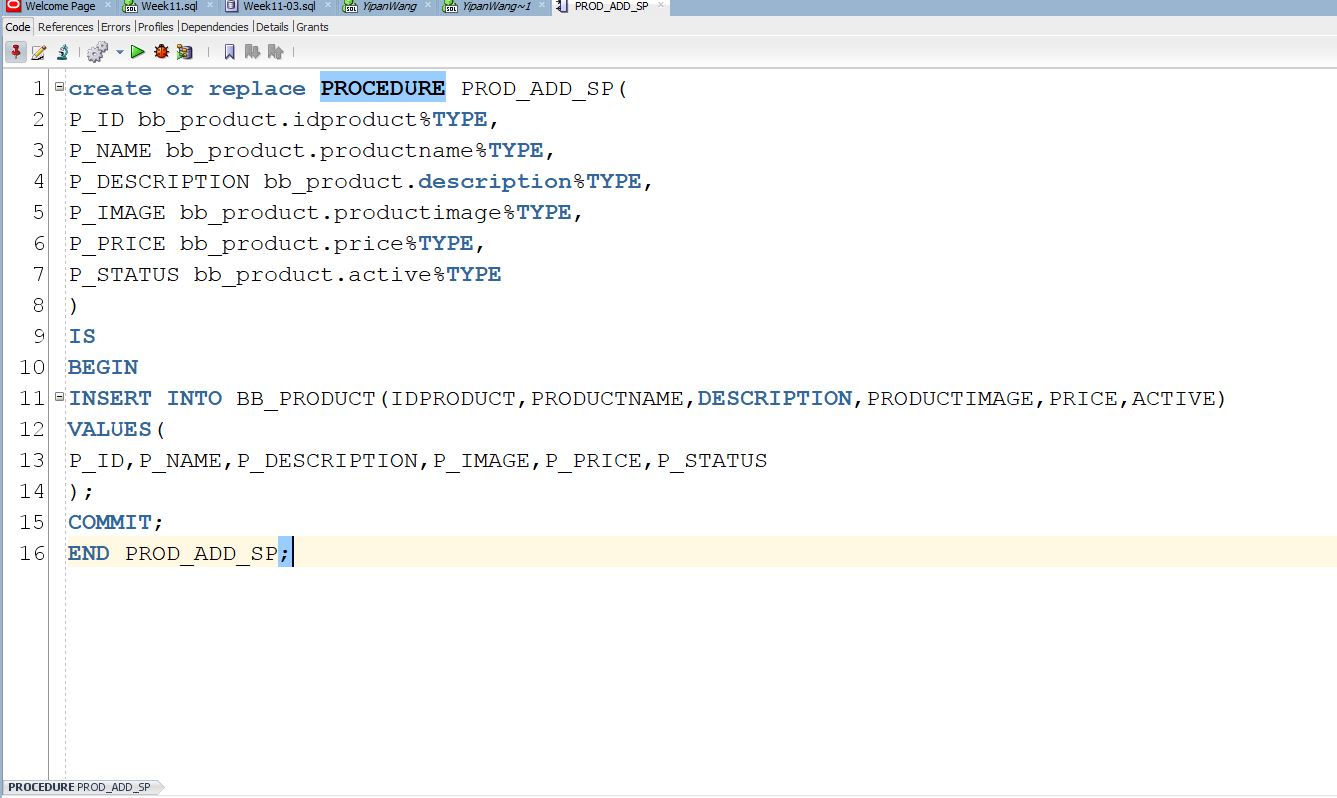 Welcome Page Week11.sql Week11-03.sql YipanWang YipanWang~1 PROD_ADD_SP
Code References Errors Profiles Dependencies Details Grants
1 create or replace PROCEDURE PROD_ADD_SP(
2 P_ID bb_product.idproduct%TYPE,
3 P_NAME bb_product.productname%TYPE,
4 P_DESCRIPTION bb_product.description%TYPE,
5 P_IMAGE bb_product.productimage%TYPE,
6 P_PRICE bb_product.price%TYPE,
7 P_STATUS bb_product.active%TYPE
8 )
9 IS
10 BEGIN
11 INSERT INTO BB_PRODUCT(IDPRODUCT,PRODUCTNAME,DESCRIPTION,PRODUCTIMAGE,PRICE,ACTIVE)
12 VALUES(
13 P_ID,P_NAME,P_DESCRIPTION,P_IMAGE,P_PRICE,P_STATUS
14 );
15 COMMIT;
16 END PROD_ADD_SP;
PROCEDURE PROD_ADD_SP